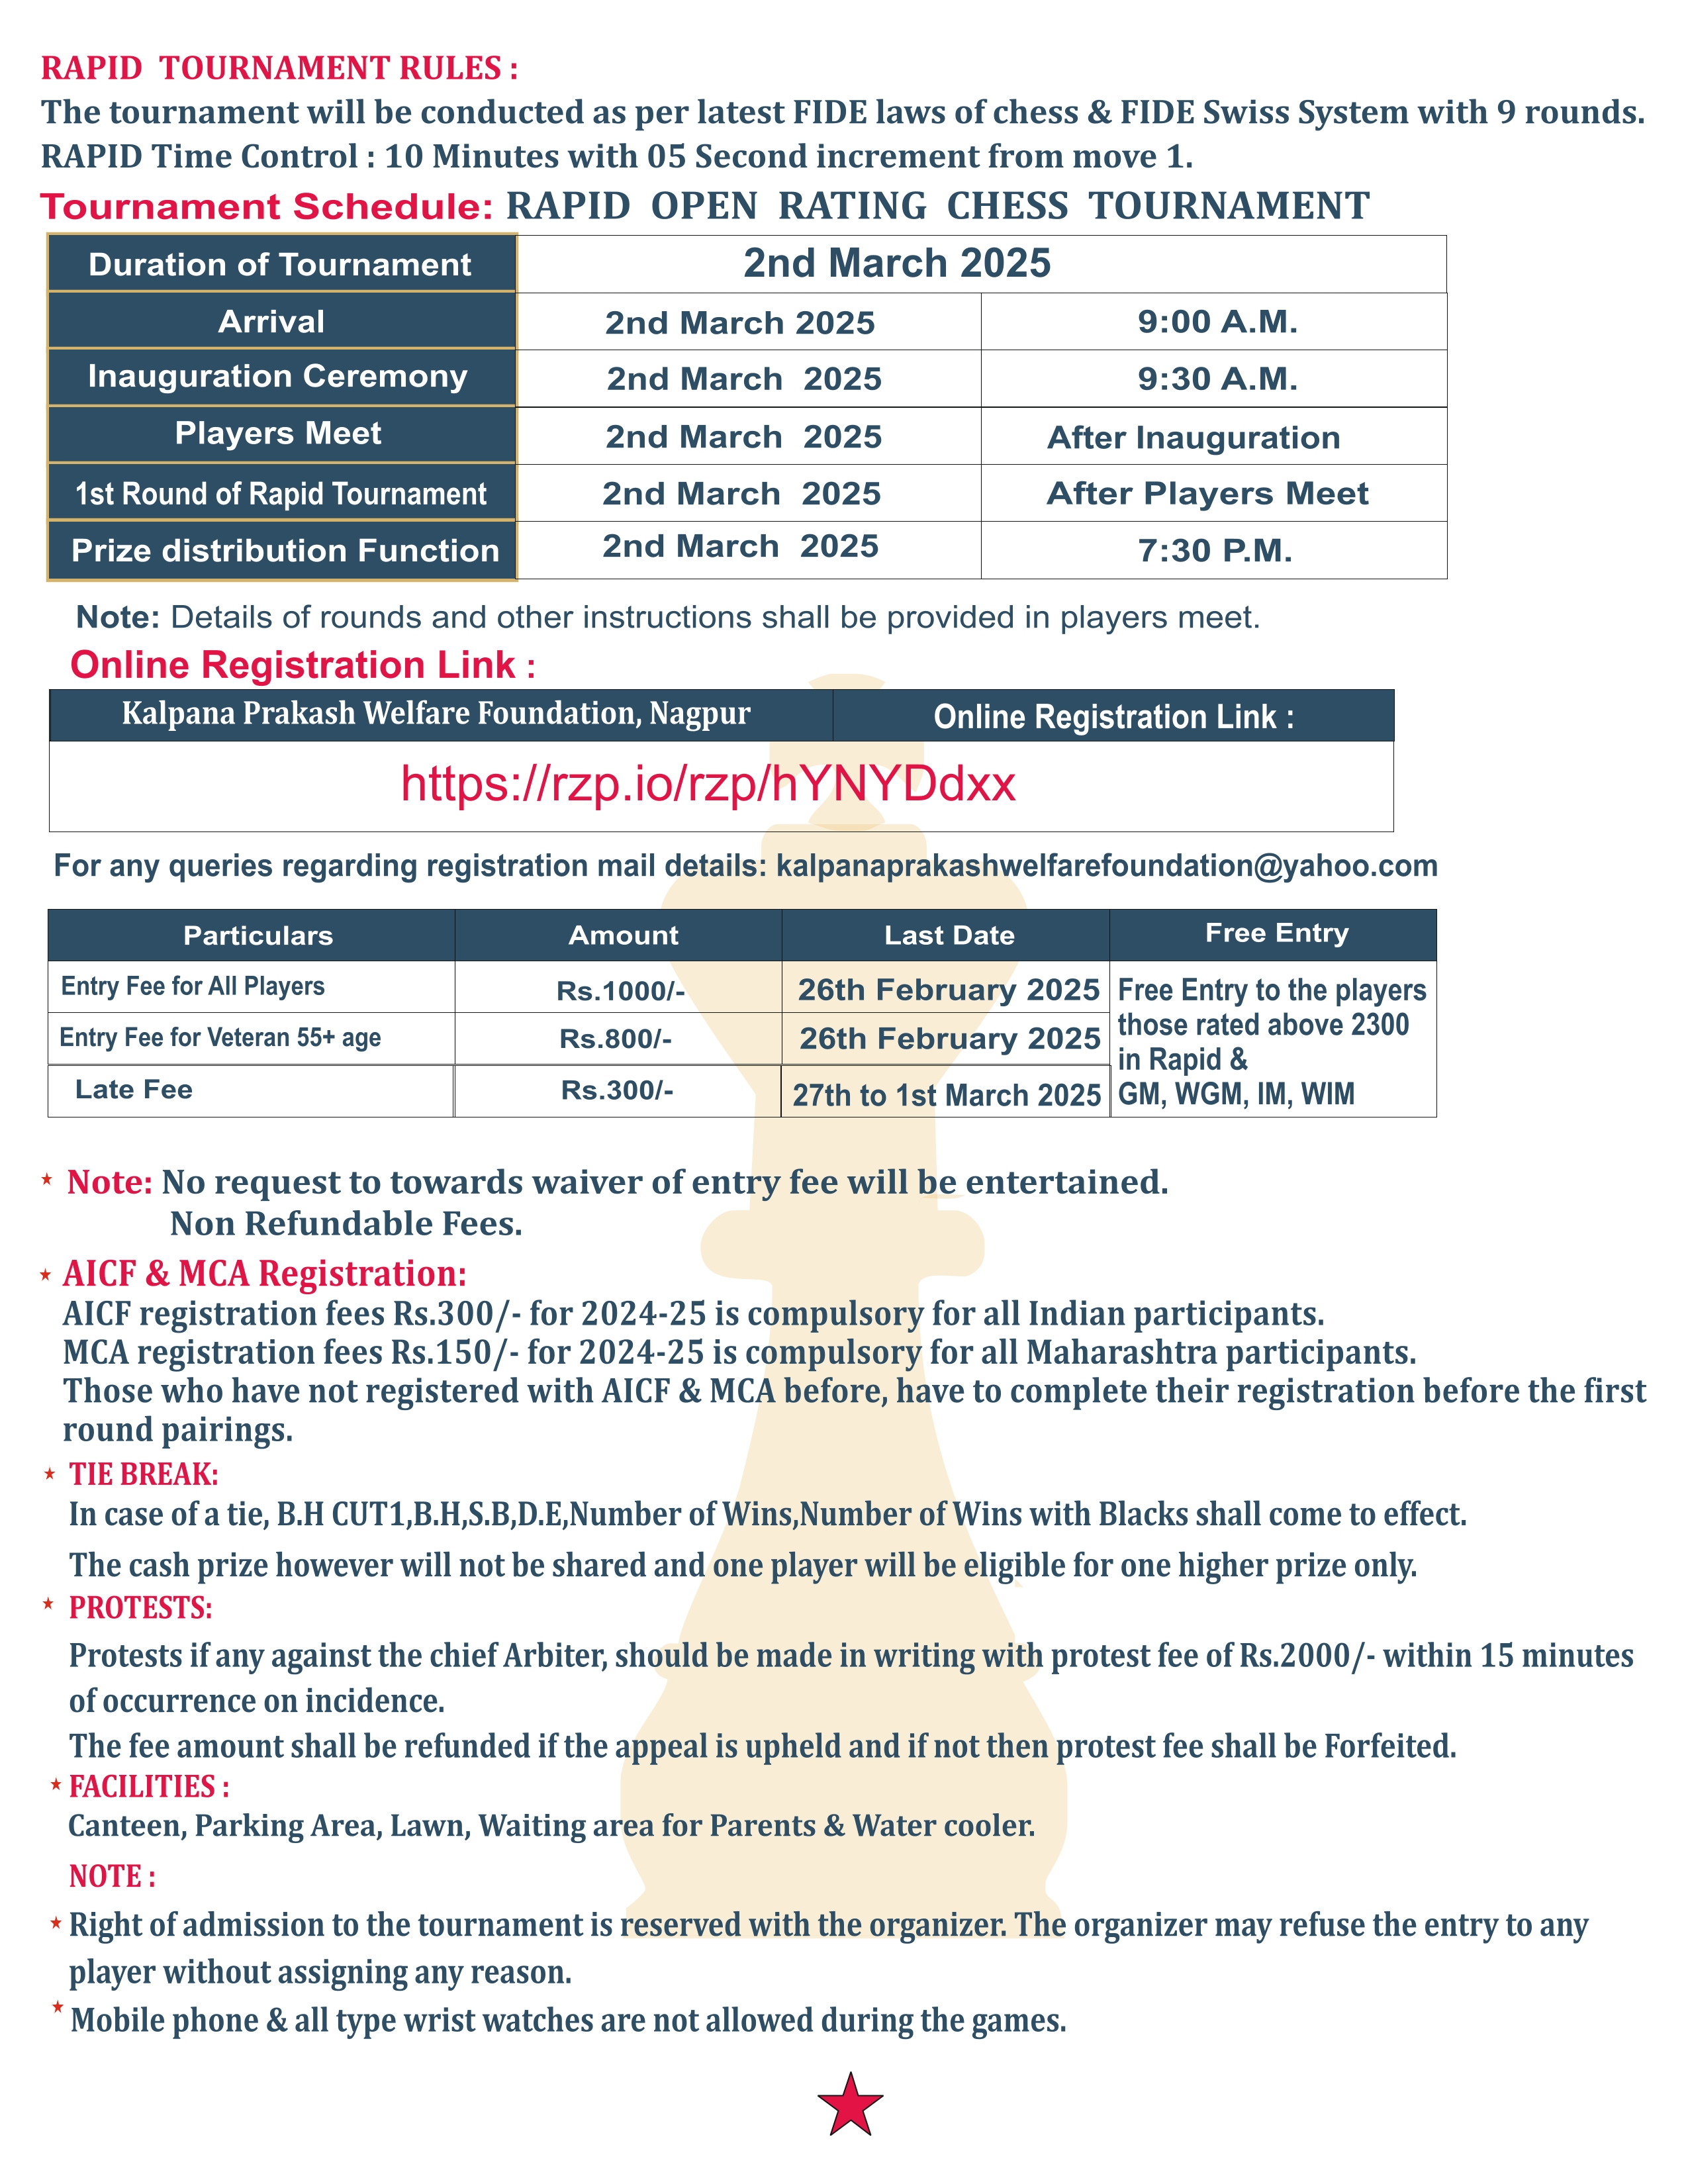 RAPID TOURNAMENT RULES :
The tournament will be conducted as per latest FIDE laws of chess & FIDE Swiss System with 9 rounds.
RAPID Time Control : 10 Minutes with 05 Second increment from move 1.
Tournament Schedule: RAPID OPEN RATING CHESS TOURNAMENT
Duration of Tournament 2nd March 2025
Arrival 2nd March 2025 9:00 A.M.
Inauguration Ceremony 2nd March 2025 9:30 A.M.
Players Meet 2nd March 2025 After Inauguration
1st Round of Rapid Tournament 2nd March 2025 After Players Meet
Prize distribution Function 2nd March 2025 7:30 P.M.
Note: Details of rounds and other instructions shall be provided in players meet.
Online Registration Link :
Kalpana Prakash Welfare Foundation, Nagpur Online Registration Link :
https://rzp.io/rzp/hYNYDdxx
For any queries regarding registration mail details: kalpanaprakashwelfarefoundation@yahoo.com
Particulars Amount Last Date Free Entry
Entry Fee for All Players Rs.1000/- 26th February 2025
Entry Fee for Veteran 55+ age Rs.800/- 26th February 2025
Late Fee Rs.300/- 27th to 1st March 2025
Free Entry to the players
those rated above 2300
in Rapid &
GM, WGM, IM, WIM
Note: No request to towards waiver of entry fee will be entertained.
Non Refundable Fees.
AICF & MCA Registration:
AICF registration fees Rs.300/- for 2024-25 is compulsory for all Indian participants.
MCA registration fees Rs.150/- for 2024-25 is compulsory for all Maharashtra participants.
Those who have not registered with AICF & MCA before, have to complete their registration before the first
round pairings.
TIE BREAK:
In case of a tie, B.H CUT1,B.H,S.B,D.E,Number of Wins,Number of Wins with Blacks shall come to effect.
The cash prize however will not be shared and one player will be eligible for one higher prize only.
PROTESTS:
Protests if any against the chief Arbiter, should be made in writing with protest fee of Rs.2000/- within 15 minutes
of occurrence on incidence.
The fee amount shall be refunded if the appeal is upheld and if not then protest fee shall be Forfeited.
FACILITIES :
Canteen, Parking Area, Lawn, Waiting area for Parents & Water cooler.
NOTE :
Right of admission to the tournament is reserved with the organizer. The organizer may refuse the entry to any
player without assigning any reason.
Mobile phone & all type wrist watches are not allowed during the games.